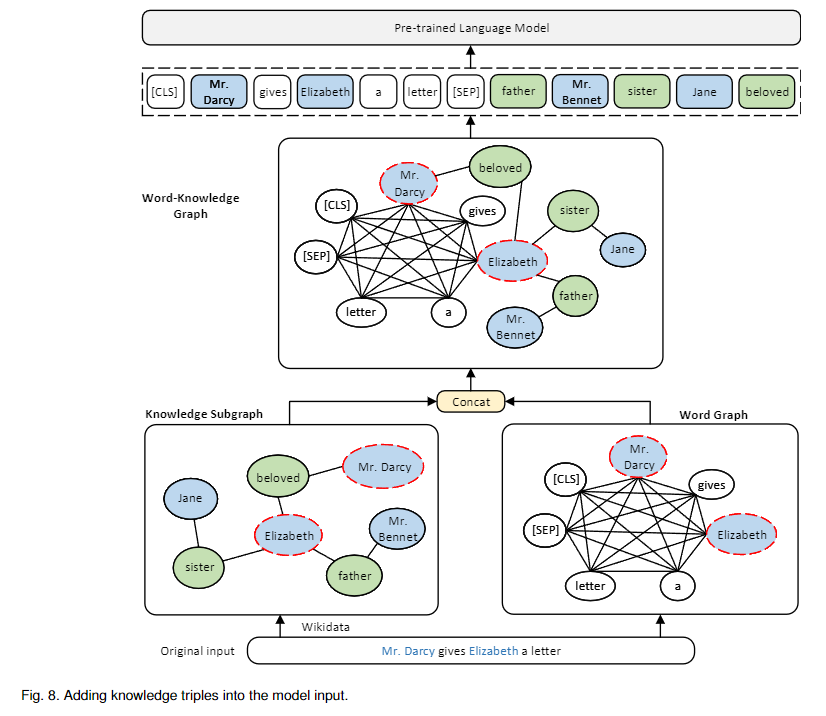 Pre-trained Language Model
[CLS]
Mr.
Darcy
gives
Elizabeth
a
letter
[SEP]
father
Mr.
Bennet
sister
Jane
beloved
Word-Knowledge
Graph
Mr.
Darcy
beloved
[CLS]
gives
sister
[SEP]
Elizabeth
Jane
father
letter
a
Mr.
Bennet
Concat
Knowledge Subgraph
Word Graph
beloved
Mr. Darcy
Jane
Elizabeth
Mr.
Bennet
sister
father
Mr.
Darcy
[CLS]
gives
[SEP]
Elizabeth
letter
a
Wikidata
Original input
Mr. Darcy gives Elizabeth a letter
Fig. 8. Adding knowledge triples into the model input.